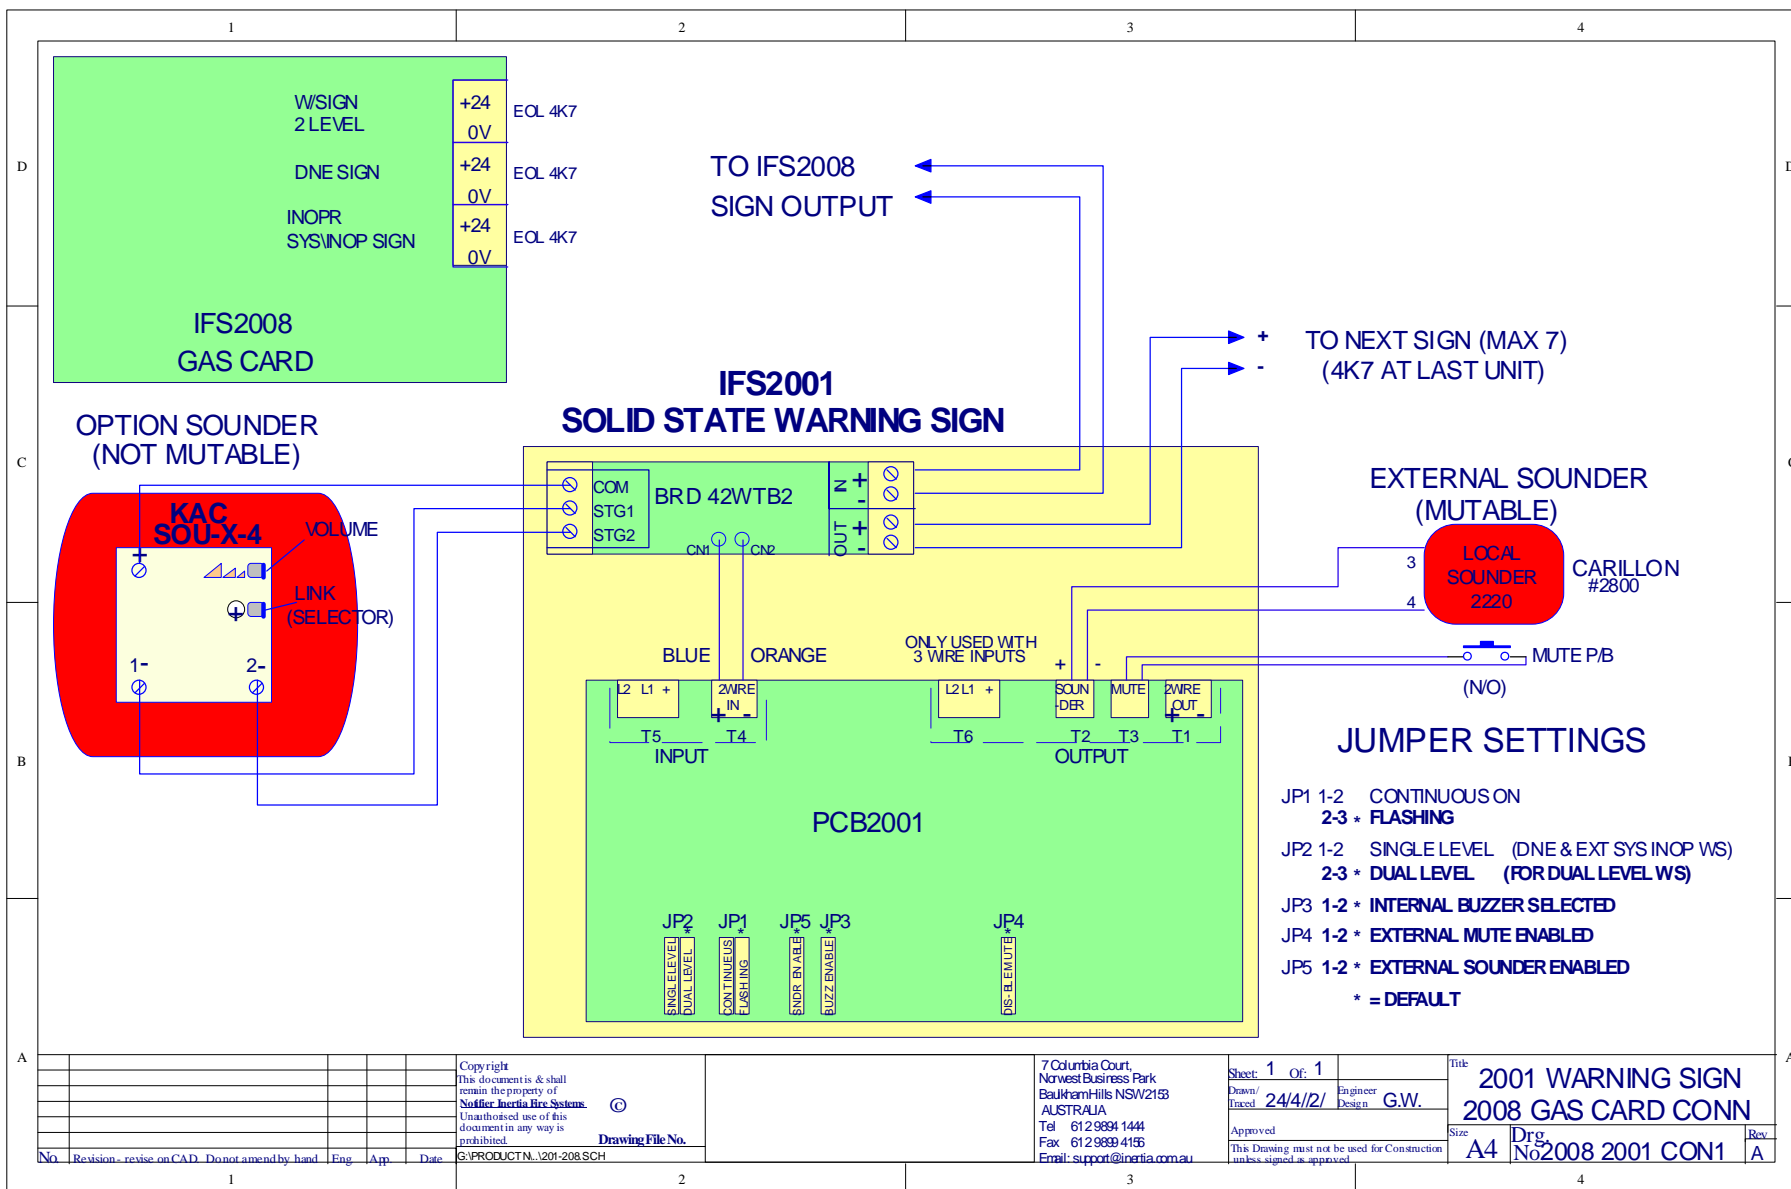 1 2 3 4
D D
W/SIGN
2 LEVEL
+24
0V
EOL 4K7
DNE SIGN
+24
0V
EOL 4K7
INOPR
SYS\INOP SIGN
+24
0V
EOL 4K7
IFS2008
GAS CARD
TO IFS2008
SIGN OUTPUT
+ TO NEXT SIGN (MAX 7)
- (4K7 AT LAST UNIT)
IFS2001
SOLID STATE WARNING SIGN
OPTION SOUNDER
(NOT MUTABLE)
C C
KAC
SOU-X-4
VOLUME
+
LINK
(SELECTOR)
+
1-
2-
COM
STG1
STG2
BRD 42WTB2
CN1
CN2
IN
+
-
OUT
+
-
EXTERNAL SOUNDER
(MUTABLE)
3
4
LOCAL
SOUNDER
2220
CARILLON
#2800
BLUE
ORANGE
ONLY USED WITH
3 WIRE INPUTS
+ -
MUTE P/B
(N/O)
L2 L1 +
2WIRE
IN
+ -
T5
T4
INPUT
L2 L1 +
SOUN
-DER
MUTE
2WIRE
OUT
+ -
T6
T2
T3
T1
OUTPUT
B B
PCB2001
JP2
*
JP1
*
JP5
*
JP3
*
JP4
*
SINGLE LEVEL
DUAL LEVEL
CONTINUEUS
FLASHING
SNDR ENABLE
BUZZ ENABLE
DIS-BLE MUTE
JUMPER SETTINGS
JP1 1-2 CONTINUOUS ON
2-3 * FLASHING
JP2 1-2 SINGLE LEVEL (DNE & EXT SYS INOP WS)
2-3 * DUAL LEVEL (FOR DUAL LEVEL WS)
JP3 1-2 * INTERNAL BUZZER SELECTED
JP4 1-2 * EXTERNAL MUTE ENABLED
JP5 1-2 * EXTERNAL SOUNDER ENABLED
* = DEFAULT
A A
No. Revision - revise on CAD. Do not amend by hand Eng. App. Date
Copyright
This document is & shall
remain the property of
Notifier Inertia Fire Systems
©
Unauthorised use of this
document in any way is
prohibited.
Drawing File No.
G:\PRODUCTN...\201-208.SCH
7 Columbia Court,
Norwest Business Park
Baulkham Hills NSW 2153
AUSTRALIA
Tel 61 2 9894 1444
Fax 61 2 9899 4156
Email: support@inertia.com.au
Sheet: 1 Of: 1
Drawn/
Traced 24/4//2/
Engineer
Design G.W.
Approved
This Drawing must not be used for Construction
unless signed as approved
Title
2001 WARNING SIGN
2008 GAS CARD CONN
Size
A4
Drg.
No 2008 2001 CON1
Rev
A
1 2 3 4